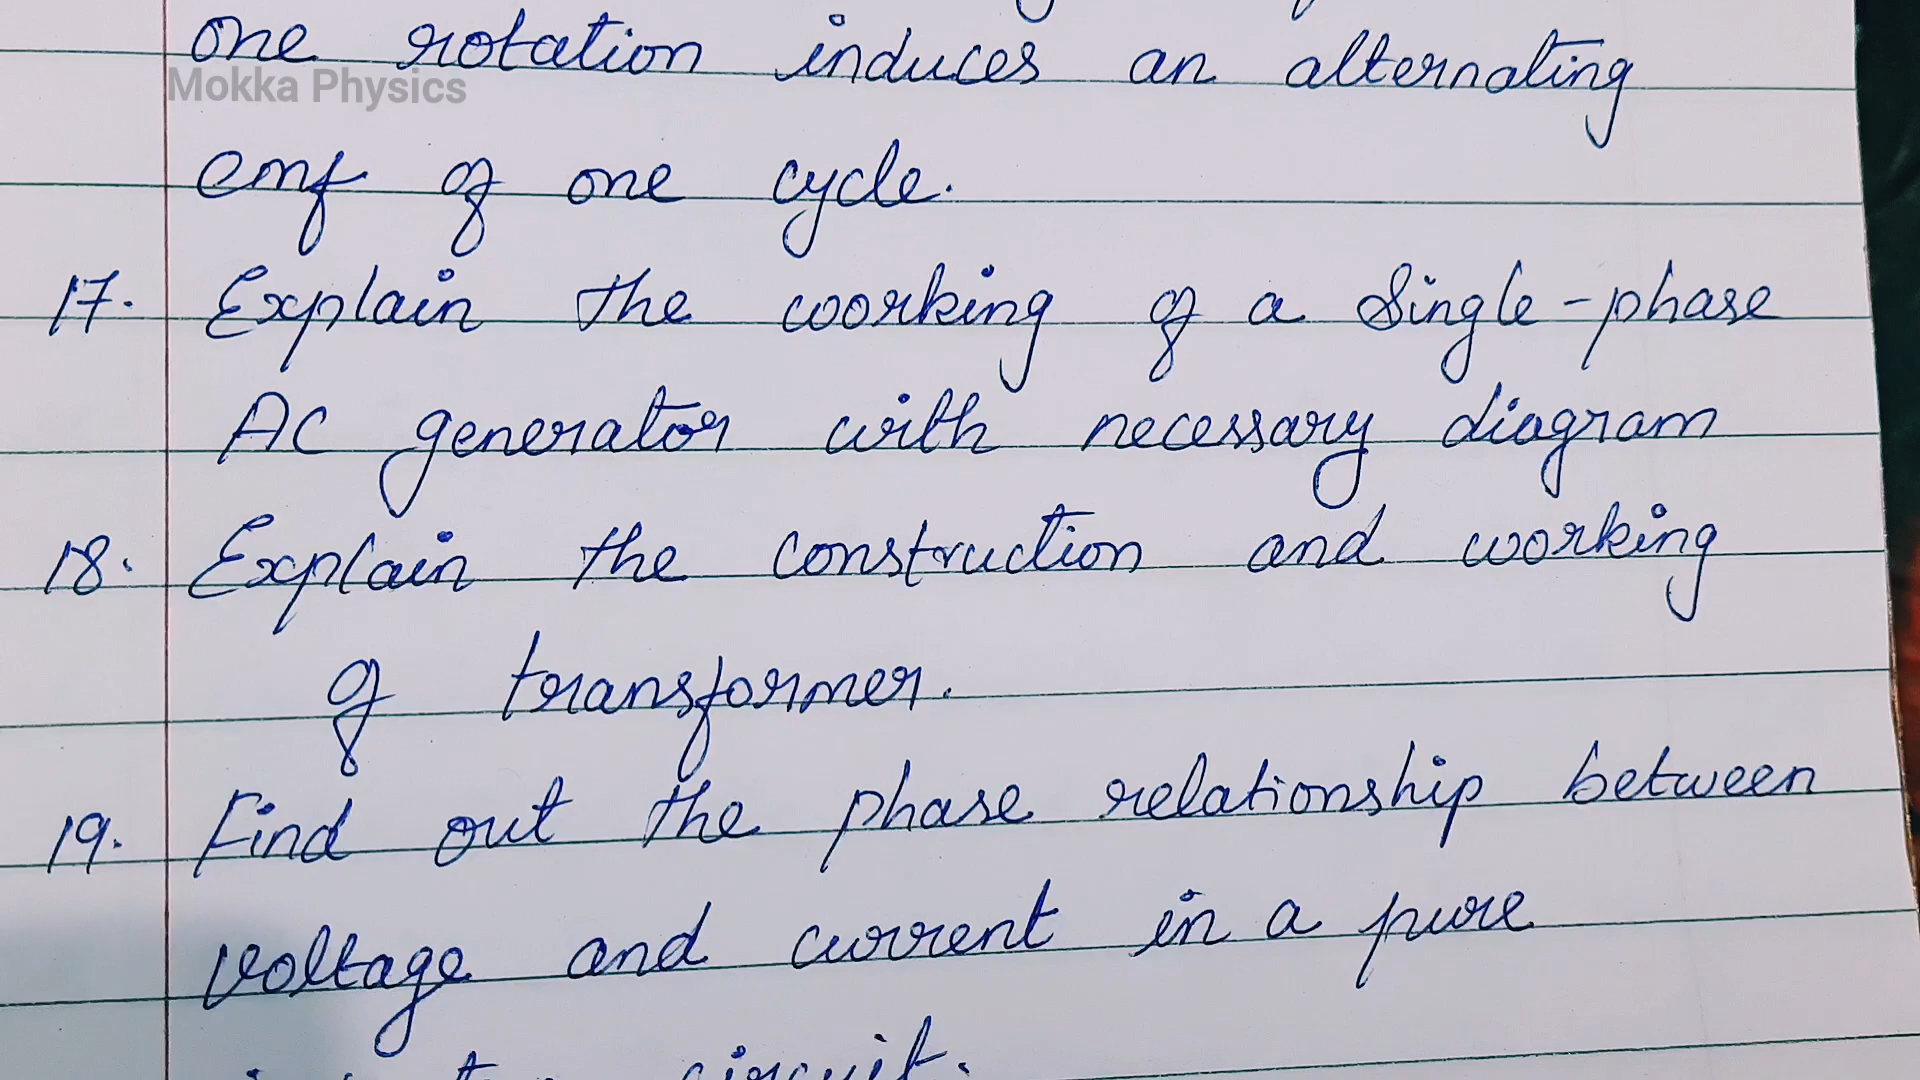 one rotation induces an alternating
Mokka Physics
emf of one cycle.
17. Explain the working of a Single-phase
AC generator with necessary diagram
18. Explain the construction and working
of transformer.
19. Find out the phase relationship between
voltage and current in a pure
circuit.